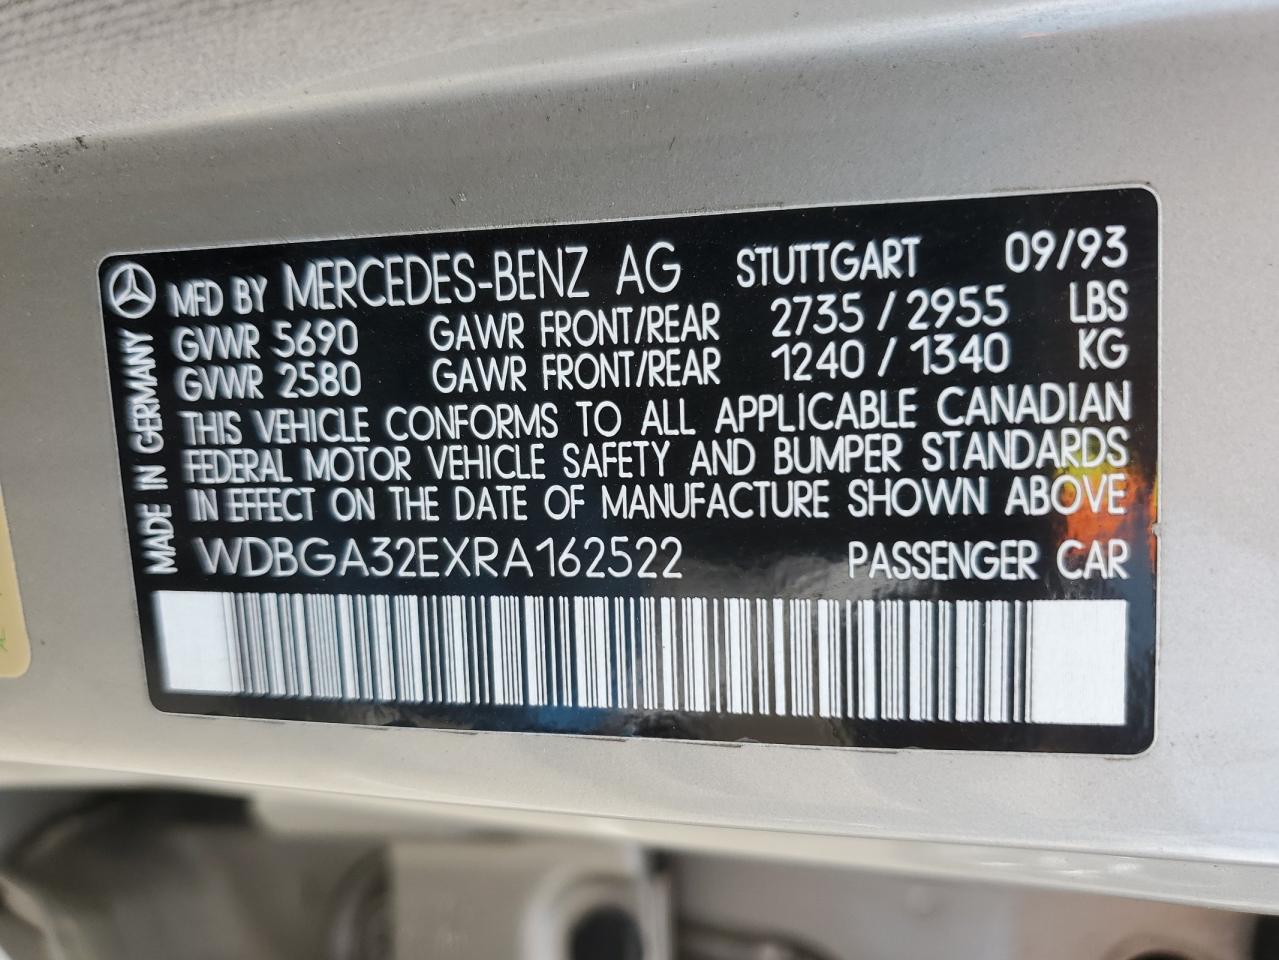 MFD BY MERCEDES-BENZ AG STUTTGART 09/93
GVWR 5690 GAWR FRONT/REAR 2735 / 2955 LBS
GVWR 2580 GAWR FRONT/REAR 1240 / 1340 KG
THIS VEHICLE CONFORMS TO ALL APPLICABLE CANADIAN
FEDERAL MOTOR VEHICLE SAFETY AND BUMPER STANDARDS
IN EFFECT ON THE DATE OF MANUFACTURE SHOWN ABOVE
WDBGA32EXRA162522 PASSENGER CAR
MADE IN GERMANY